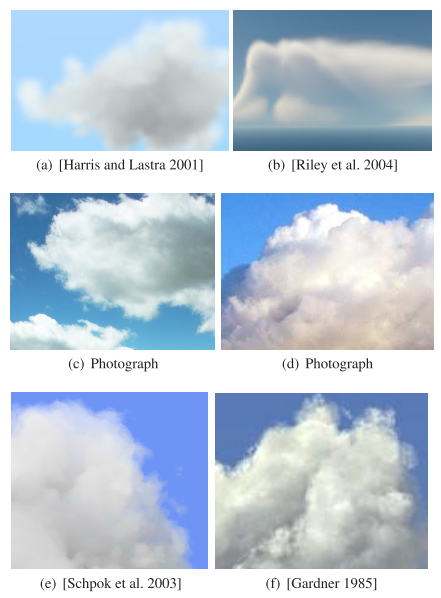 (a) [Harris and Lastra 2001]
(b) [Riley et al. 2004]
(c) Photograph
(d) Photograph
(e) [Schpok et al. 2003]
(f) [Gardner 1985]